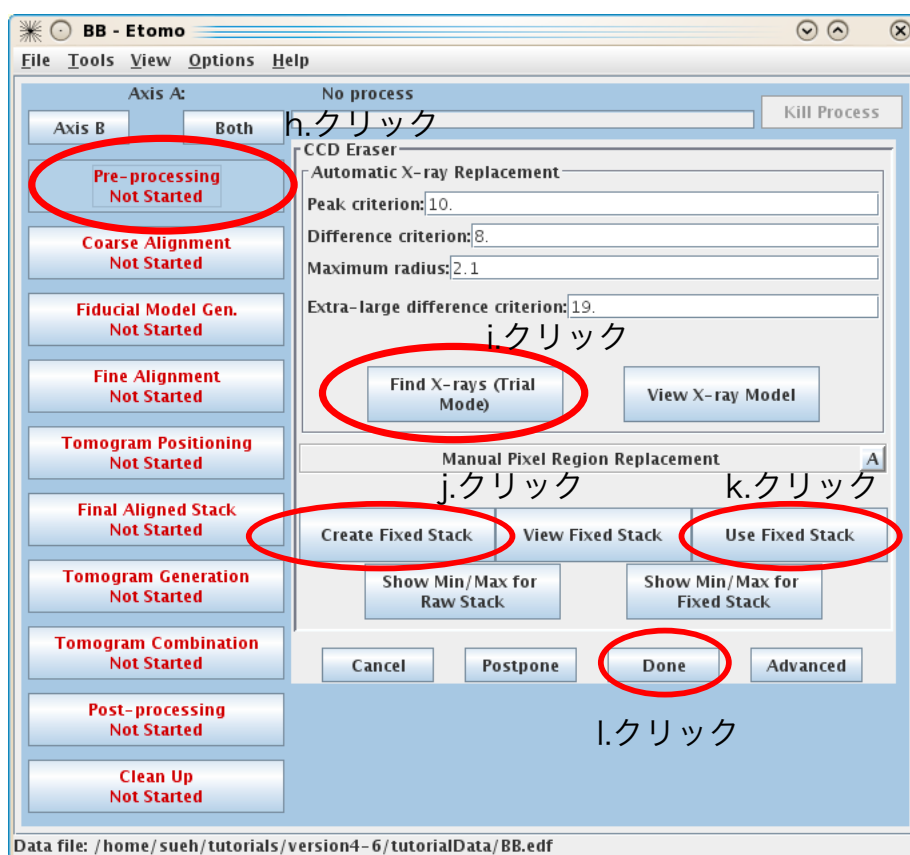 BB - Etomo
File Tools View Options Help
Axis A:
No process
Axis B
Both
Kill Process
h.クリック
Pre-processing
Not Started
Coarse Alignment
Not Started
Fiducial Model Gen.
Not Started
Fine Alignment
Not Started
Tomogram Positioning
Not Started
Final Aligned Stack
Not Started
Tomogram Generation
Not Started
Tomogram Combination
Not Started
Post-processing
Not Started
Clean Up
Not Started
CCD Eraser
Automatic X-ray Replacement
Peak criterion: 10.
Difference criterion: 8.
Maximum radius: 2.1
Extra-large difference criterion: 19.
i.クリック
Find X-rays (Trial
Mode)
View X-ray Model
Manual Pixel Region Replacement
A
j.クリック
k.クリック
Create Fixed Stack
View Fixed Stack
Use Fixed Stack
Show Min/Max for
Raw Stack
Show Min/Max for
Fixed Stack
Cancel
Postpone
Done
Advanced
l.クリック
Data file: /home/sueh/tutorials/version4-6/tutorialData/BB.edf